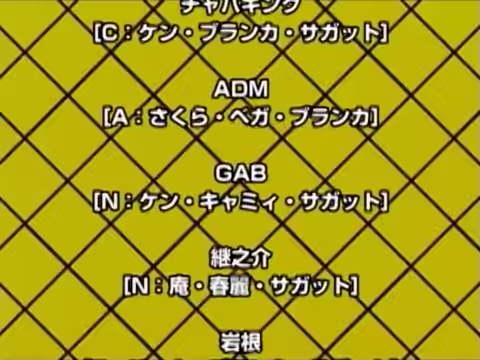 チャバキング
[C：ケン・ブランカ・サガット]
ADM
[A：さくら・ベガ・ブランカ]
GAB
[N：ケン・キャミィ・サガット]
継之介
[N：庵・春麗・サガット]
岩根